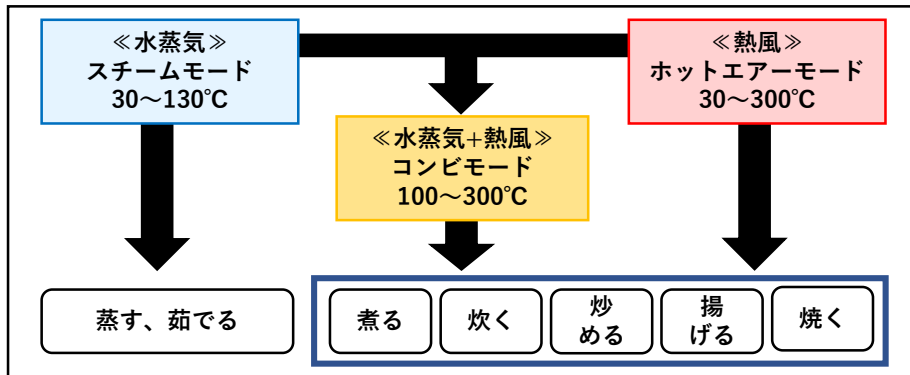 ≪水蒸気≫
スチームモード
30～130℃
≪熱風≫
ホットエアーモード
30～300℃
≪水蒸気+熱風≫
コンビモード
100～300℃
蒸す、茹でる
煮る
炊く
炒
める
揚
げる
焼く